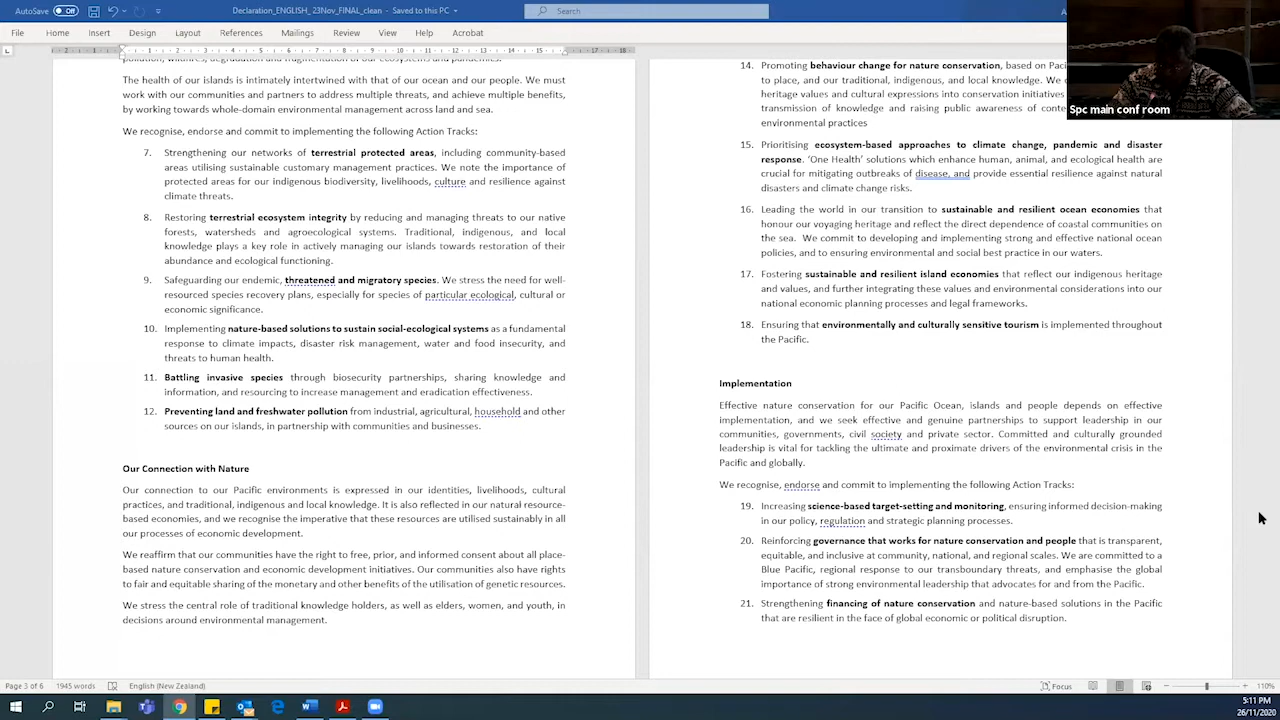 AutoSave Off
Declaration_ENGLISH_23Nov_FINAL_clean - Saved to this PC
Search
File Home Insert Design Layout References Mailings Review View Help Acrobat
Spc main conf room
pollution, wildfires, degradation and fragmentation of our ecosystems and pandemics.
The health of our islands is intimately intertwined with that of our ocean and our people. We must
work with our communities and partners to address multiple threats, and achieve multiple benefits,
by working towards whole-domain environmental management across land and sea.
We recognise, endorse and commit to implementing the following Action Tracks:
7. Strengthening our networks of terrestrial protected areas, including community-based
areas utilising sustainable customary management practices. We note the importance of
protected areas for our indigenous biodiversity, livelihoods, culture and resilience against
climate threats.
8. Restoring terrestrial ecosystem integrity by reducing and managing threats to our native
forests, watersheds and agroecological systems. Traditional, indigenous, and local
knowledge plays a key role in actively managing our islands towards restoration of their
abundance and ecological functioning.
9. Safeguarding our endemic, threatened and migratory species. We stress the need for well-
resourced species recovery plans, especially for species of particular ecological, cultural or
economic significance.
10. Implementing nature-based solutions to sustain social-ecological systems as a fundamental
response to climate impacts, disaster risk management, water and food insecurity, and
threats to human health.
11. Battling invasive species through biosecurity partnerships, sharing knowledge and
information, and resourcing to increase management and eradication effectiveness.
12. Preventing land and freshwater pollution from industrial, agricultural, household and other
sources on our islands, in partnership with communities and businesses.
Our Connection with Nature
Our connection to our Pacific environments is expressed in our identities, livelihoods, cultural
practices, and traditional, indigenous and local knowledge. It is also reflected in our natural resource-
based economies, and we recognise the imperative that these resources are utilised sustainably in all
our processes of economic development.
We reaffirm that our communities have the right to free, prior, and informed consent about all place-
based nature conservation and economic development initiatives. Our communities also have rights
to fair and equitable sharing of the monetary and other benefits of the utilisation of genetic resources.
We stress the central role of traditional knowledge holders, as well as elders, women, and youth, in
decisions around environmental management.
14. Promoting behaviour change for nature conservation, based on
to place, and our traditional, indigenous, and local knowledge. We
heritage values and cultural expressions into conservation initiatives
transmission of knowledge and raising public awareness of
environmental practices
15. Prioritising ecosystem-based approaches to climate change, pandemic and disaster
response. ‘One Health’ solutions which enhance human, animal, and ecological health are
crucial for mitigating outbreaks of disease, and provide essential resilience against natural
disasters and climate change risks.
16. Leading the world in our transition to sustainable and resilient ocean economies that
honour our voyaging heritage and reflect the direct dependence of coastal communities on
the sea. We commit to developing and implementing strong and effective national ocean
policies, and to ensuring environmental and social best practice in our waters.
17. Fostering sustainable and resilient island economies that reflect our indigenous heritage
and values, and further integrating these values and environmental considerations into our
national economic planning processes and legal frameworks.
18. Ensuring that environmentally and culturally sensitive tourism is implemented throughout
the Pacific.
Implementation
Effective nature conservation for our Pacific Ocean, islands and people depends on effective
implementation, and we seek effective and genuine partnerships to support leadership in our
communities, governments, civil society and private sector. Committed and culturally grounded
leadership is vital for tackling the ultimate and proximate drivers of the environmental crisis in the
Pacific and globally.
We recognise, endorse and commit to implementing the following Action Tracks:
19. Increasing science-based target-setting and monitoring, ensuring informed decision-making
in our policy, regulation and strategic planning processes.
20. Reinforcing governance that works for nature conservation and people that is transparent,
equitable, and inclusive at community, national, and regional scales. We are committed to a
Blue Pacific, regional response to our transboundary threats, and emphasise the global
importance of strong environmental leadership that advocates for and from the Pacific.
21. Strengthening financing of nature conservation and nature-based solutions in the Pacific
that are resilient in the face of global economic or political disruption.
Page 3 of 6 1945 words English (New Zealand) Focus 110%
5:11 PM
26/11/2020